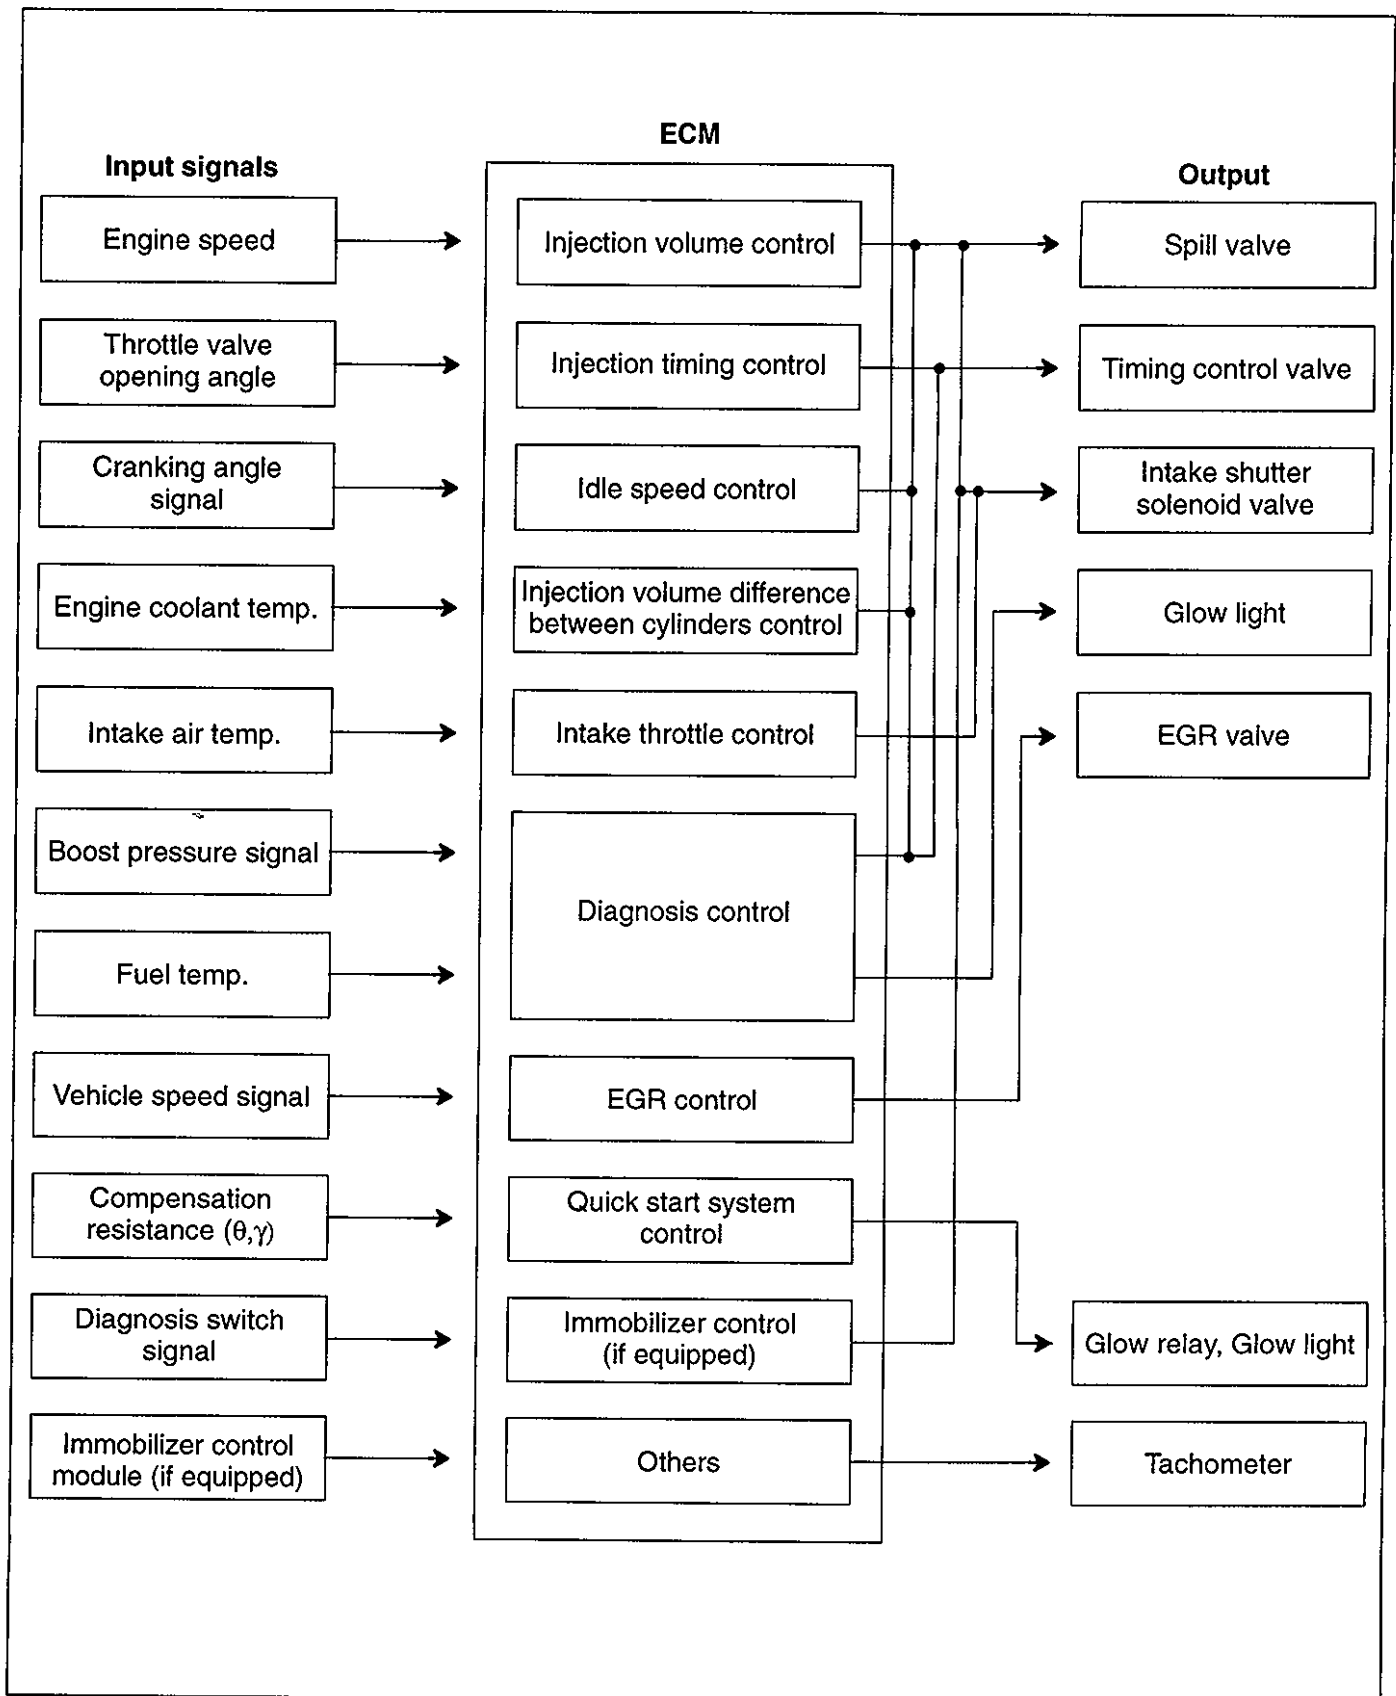 ECM
Input signals
Output
Engine speed
Injection volume control
Spill valve
Throttle valve
opening angle
Injection timing control
Timing control valve
Cranking angle
signal
Idle speed control
Intake shutter
solenoid valve
Engine coolant temp.
Injection volume difference
between cylinders control
Glow light
Intake air temp.
Intake throttle control
EGR valve
Boost pressure signal
Diagnosis control
Fuel temp.
Vehicle speed signal
EGR control
Compensation
resistance (θ,γ)
Quick start system
control
Diagnosis switch
signal
Immobilizer control
(if equipped)
Glow relay, Glow light
Immobilizer control
module (if equipped)
Others
Tachometer